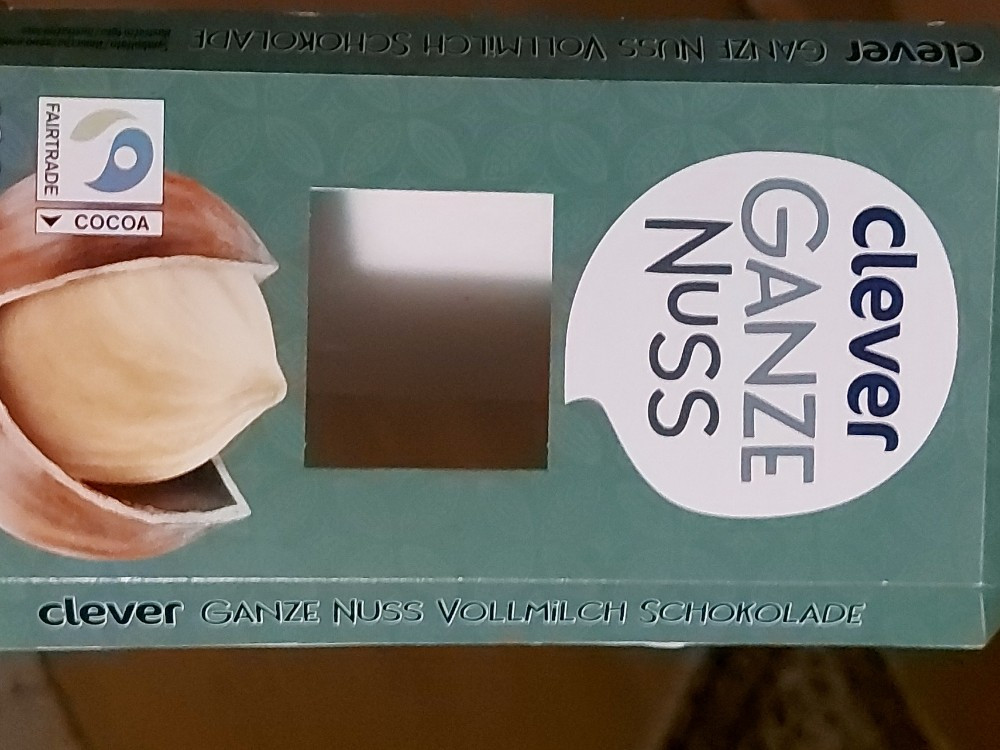 clever GANZE NUSS VOLLMILCH SCHOKOLADE
clever
GANZE
NUSS
FAIRTRADE
COCOA
clever GANZE NUSS VOLLMILCH SCHOKOLADE